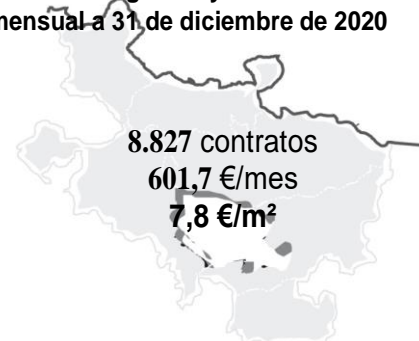 mensual a 31 de diciembre de 2020
8.827 contratos
601,7 €/mes
7,8 €/m²